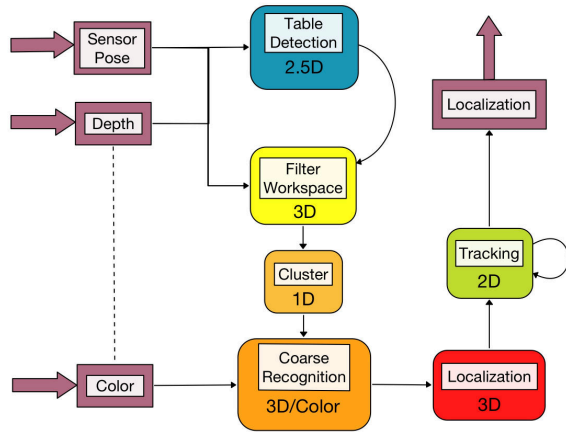 Sensor
Pose
Table
Detection
2.5D
Localization
Depth
Filter
Workspace
3D
Tracking
2D
Cluster
1D
Color
Coarse
Recognition
3D/Color
Localization
3D